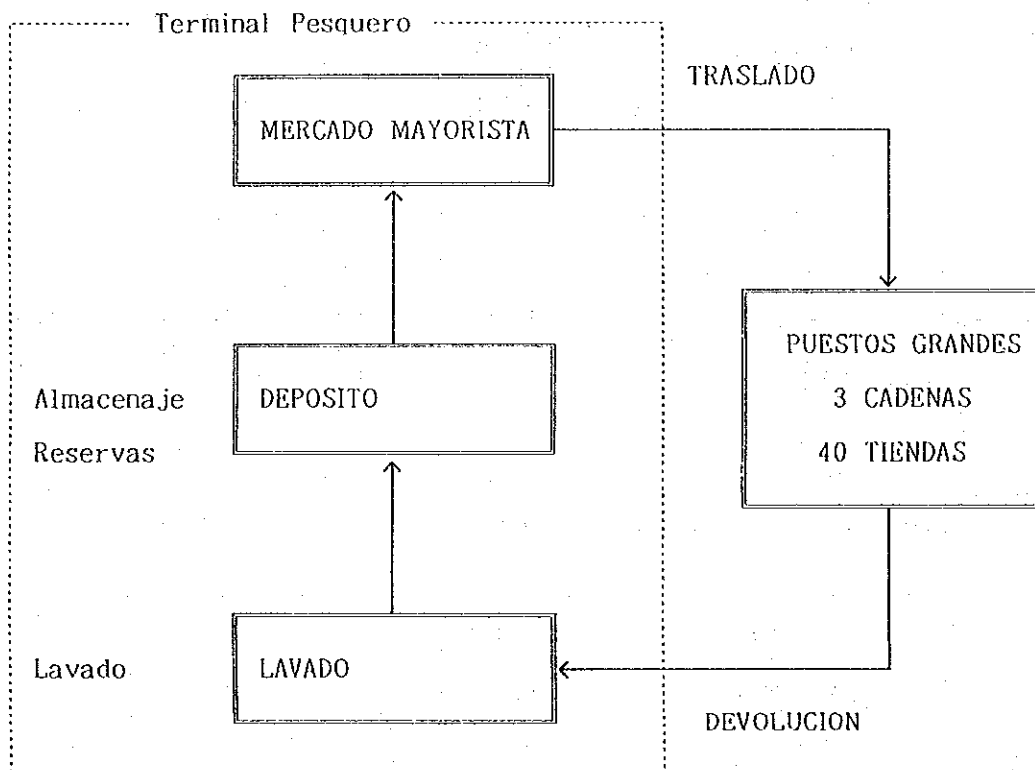 Terminal Pesquero
TRASLADO
MERCADO MAYORISTA
PUESTOS GRANDES
3 CADENAS
40 TIENDAS
Almacenaje
Reservas
DEPOSITO
Lavado
LAVADO
DEVOLUCION